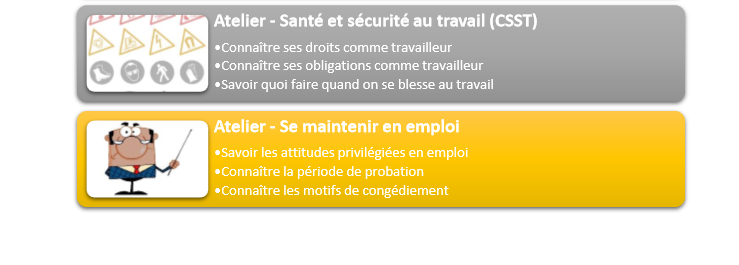 Atelier - Santé et sécurité au travail (CSST)
•Connaître ses droits comme travailleur
•Connaître ses obligations comme travailleur
•Savoir quoi faire quand on se blesse au travail
Atelier - Se maintenir en emploi
•Savoir les attitudes privilégiées en emploi
•Connaître la période de probation
•Connaître les motifs de congédiement